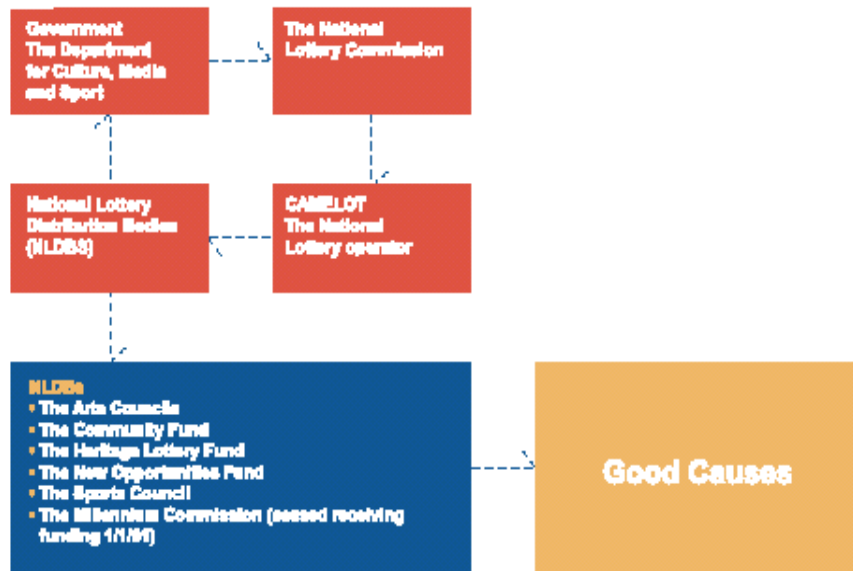 Government
The Department
for Culture, Media
and Sport
The National
Lottery Commission
National Lottery
Distribution Bodies
(NLDBS)
CAMELOT
The National
Lottery operator
NLDBs
• The Arts Councils
• The Community Fund
• The Heritage Lottery Fund
• The New Opportunities Fund
• The Sports Council
• The Millennium Commission (ceased receiving
funding
Good Causes